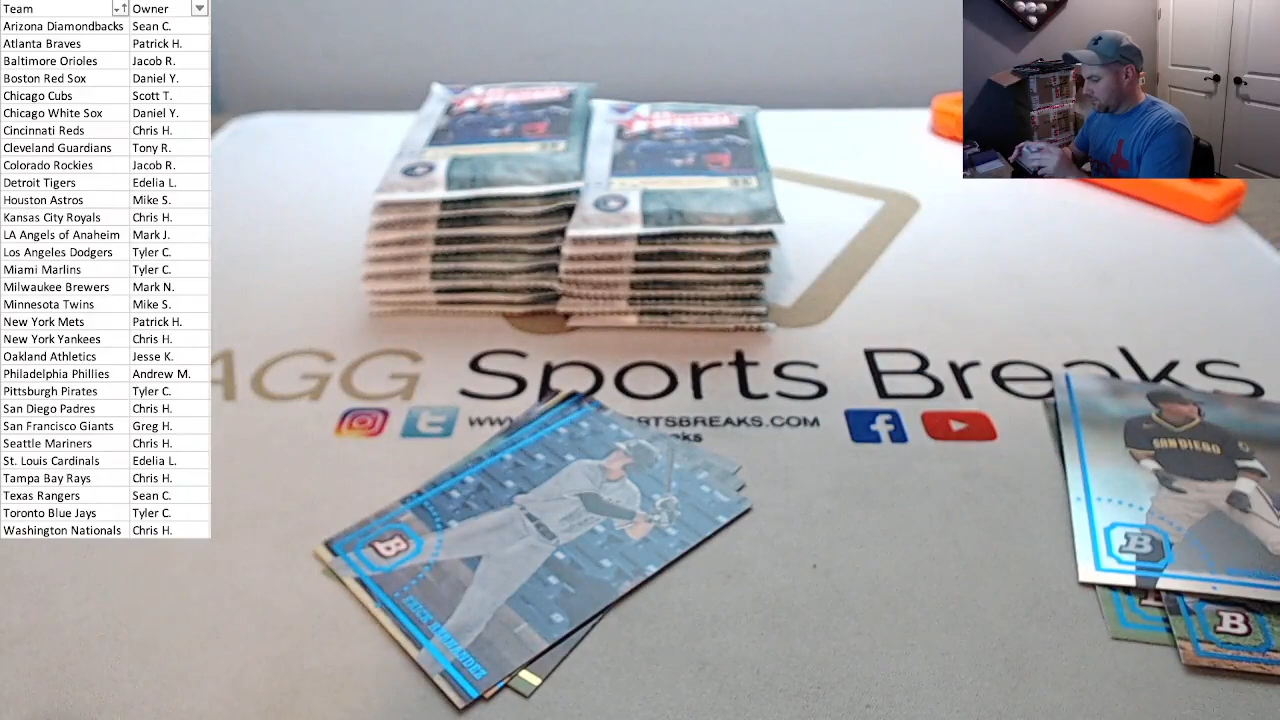 Team Owner
Arizona Diamondbacks Sean C.
Atlanta Braves Patrick H.
Baltimore Orioles Jacob R.
Boston Red Sox Daniel Y.
Chicago Cubs Scott T.
Chicago White Sox Daniel Y.
Cincinnati Reds Chris H.
Cleveland Guardians Tony R.
Colorado Rockies Jacob R.
Detroit Tigers Edelia L.
Houston Astros Mike S.
Kansas City Royals Chris H.
LA Angels of Anaheim Mark J.
Los Angeles Dodgers Tyler C.
Miami Marlins Tyler C.
Milwaukee Brewers Mark N.
Minnesota Twins Mike S.
New York Mets Patrick H.
New York Yankees Chris H.
Oakland Athletics Jesse K.
Philadelphia Phillies Andrew M.
Pittsburgh Pirates Tyler C.
San Diego Padres Chris H.
San Francisco Giants Greg H.
Seattle Mariners Chris H.
St. Louis Cardinals Edelia L.
Tampa Bay Rays Chris H.
Texas Rangers Sean C.
Toronto Blue Jays Tyler C.
Washington Nationals Chris H.
AGG Sports Breaks
SAN DIEGO
B
B
B
HERNANDEZ